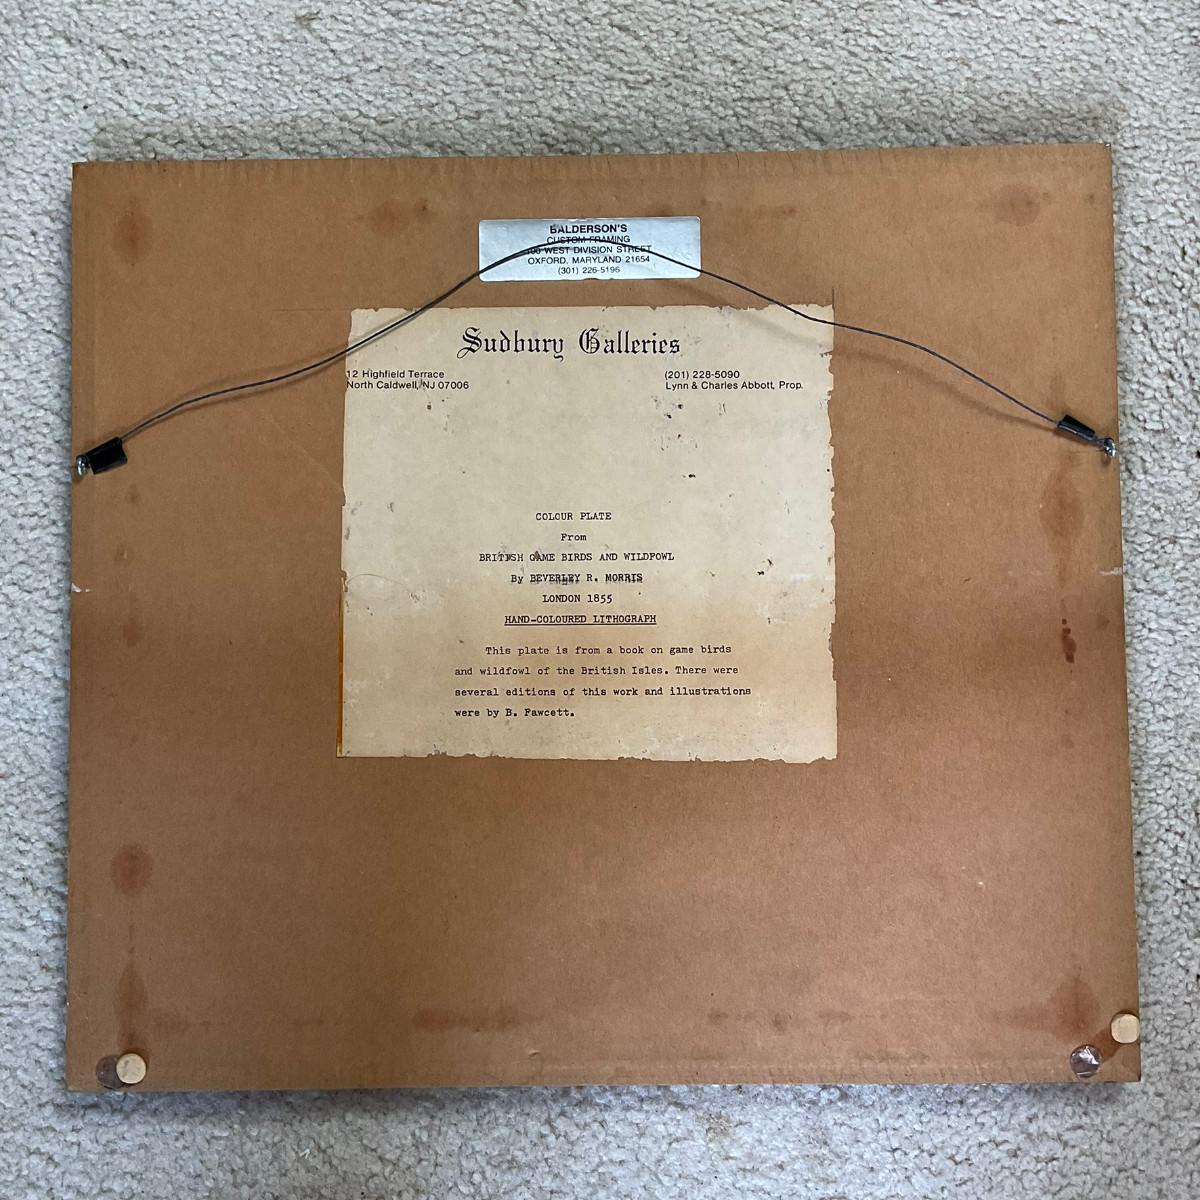 BALDERSON'S
CUSTOM FRAMING
WEST DIVISION STREET
OXFORD, MARYLAND 21654
(301) 226-5196
Sudbury Galleries
12 Highfield Terrace
North Caldwell, NJ 07006
(201) 228-5090
Lynn & Charles Abbott, Prop.
COLOUR PLATE
From
BRITISH GAME BIRDS AND WILDFOWL
By BEVERLEY R. MORRIS
LONDON 1855
HAND-COLOURED LITHOGRAPH
This plate is from a book on game birds
and wildfowl of the British Isles. There were
several editions of this work and illustrations
were by B. Fawcett.